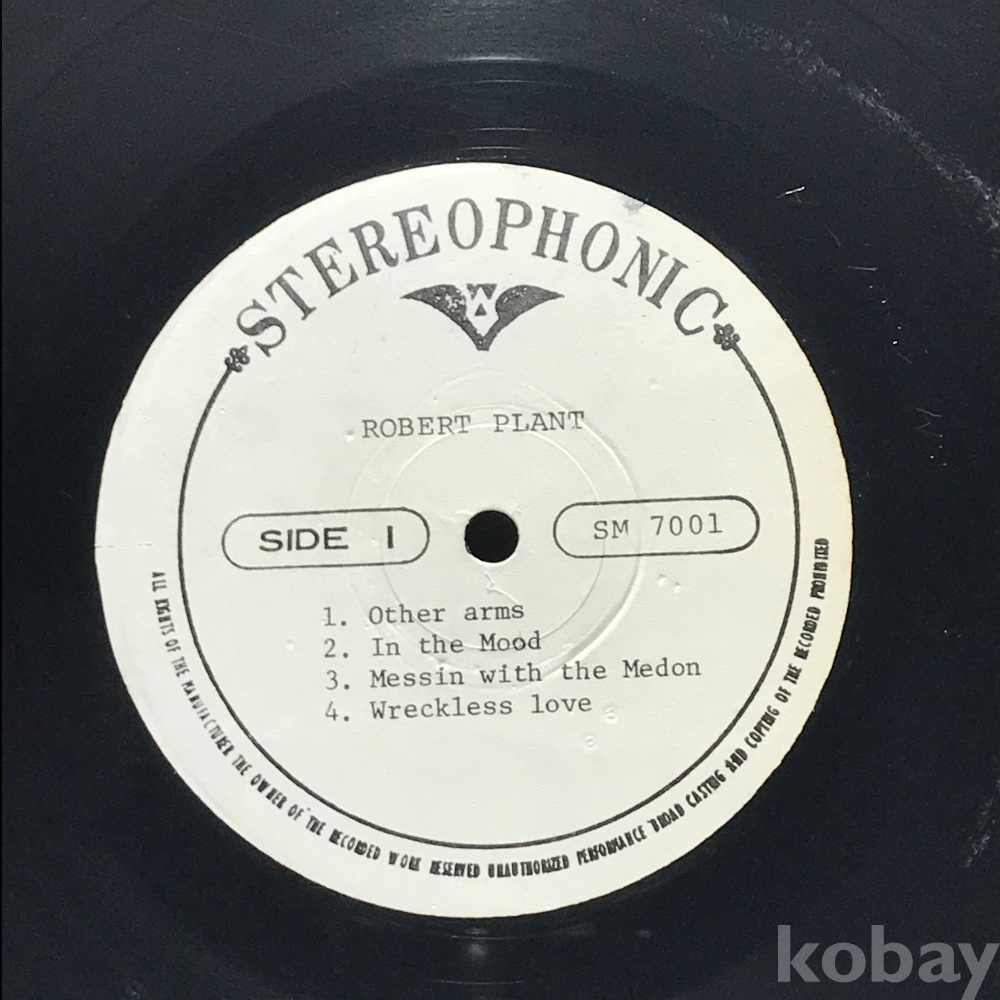 STEREOPHONIC
ROBERT PLANT
SIDE 1
SM 7001
1. Other arms
2. In the Mood
3. Messin with the Medon
4. Wreckless love
ALL RIGHTS OF THE MANUFACTURER THE OWNER OF THE RECORDED WORK RESERVED UNAUTHORIZED PERFORMANCE BROAD CASTING AND COPTING OF THE RECORDED PROHIBITED
kobay